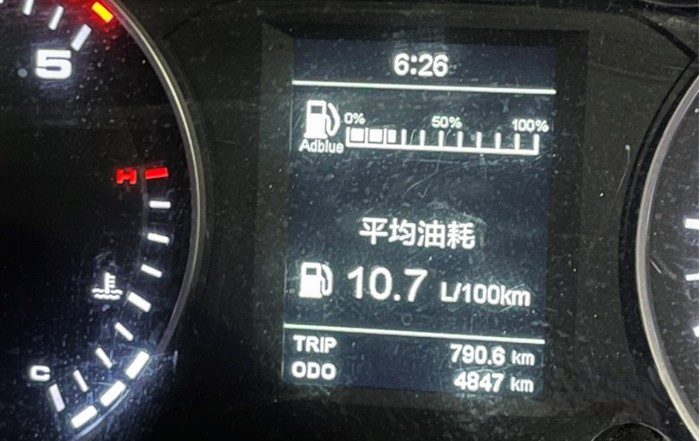 5
6:26
0% 50% 100%
Adblue
H
平均油耗
10.7 L/100km
TRIP 790.6 km
C
ODO 4847 km